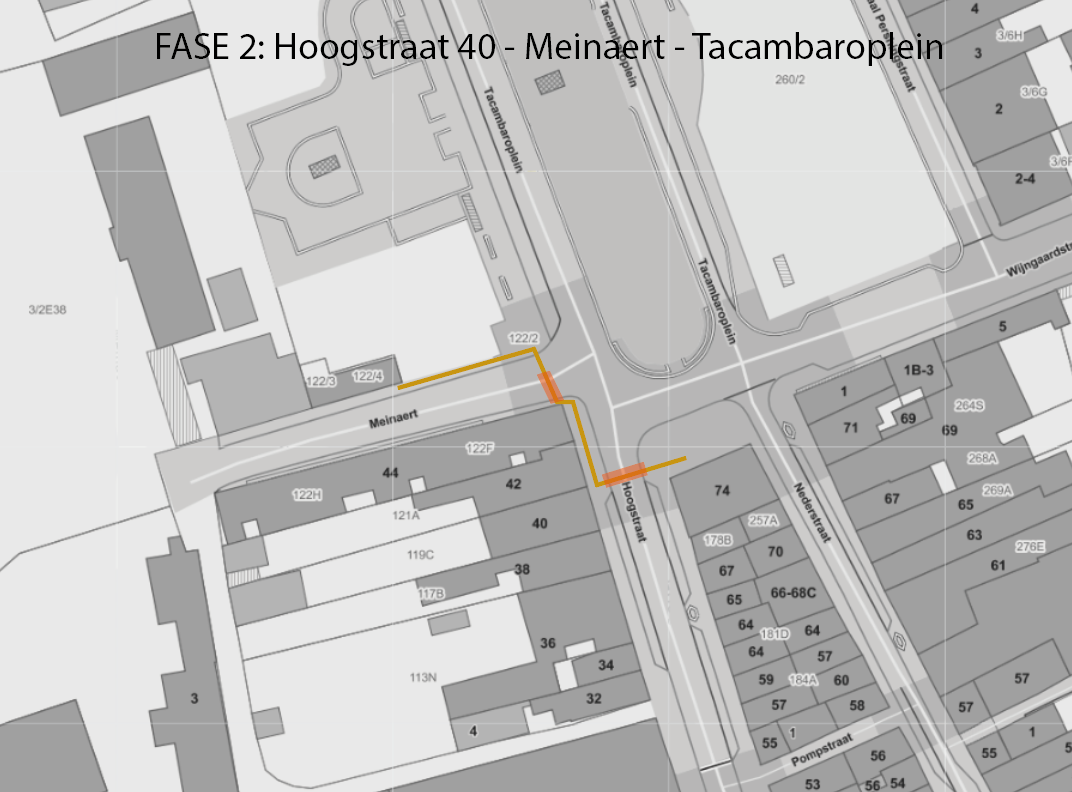 FASE 2: Hoogstraat 40 - Meinaert - Tacambaroplein
4
3/6H
3
Tacambaroplein
260/2
3/6G
2
Tacambaroplein
2-4
Wijngaardstr
Tacambaroplein
3/2E38
5
122/2
122/3
122/4
1B-3
1
264S
69
71
69
Meinaert
122F
268A
44
42
74
67
269A
65
122H
Hoogstraat
Nederstraat
121A
40
257A
63
276E
178B
119C
70
61
38
67
117B
66-68C
65
64
181D
64
36
64
57
34
113N
59
184A
60
57
3
32
57
58
57
4
1
1
55
Pompstraat
55
56
53
56
54